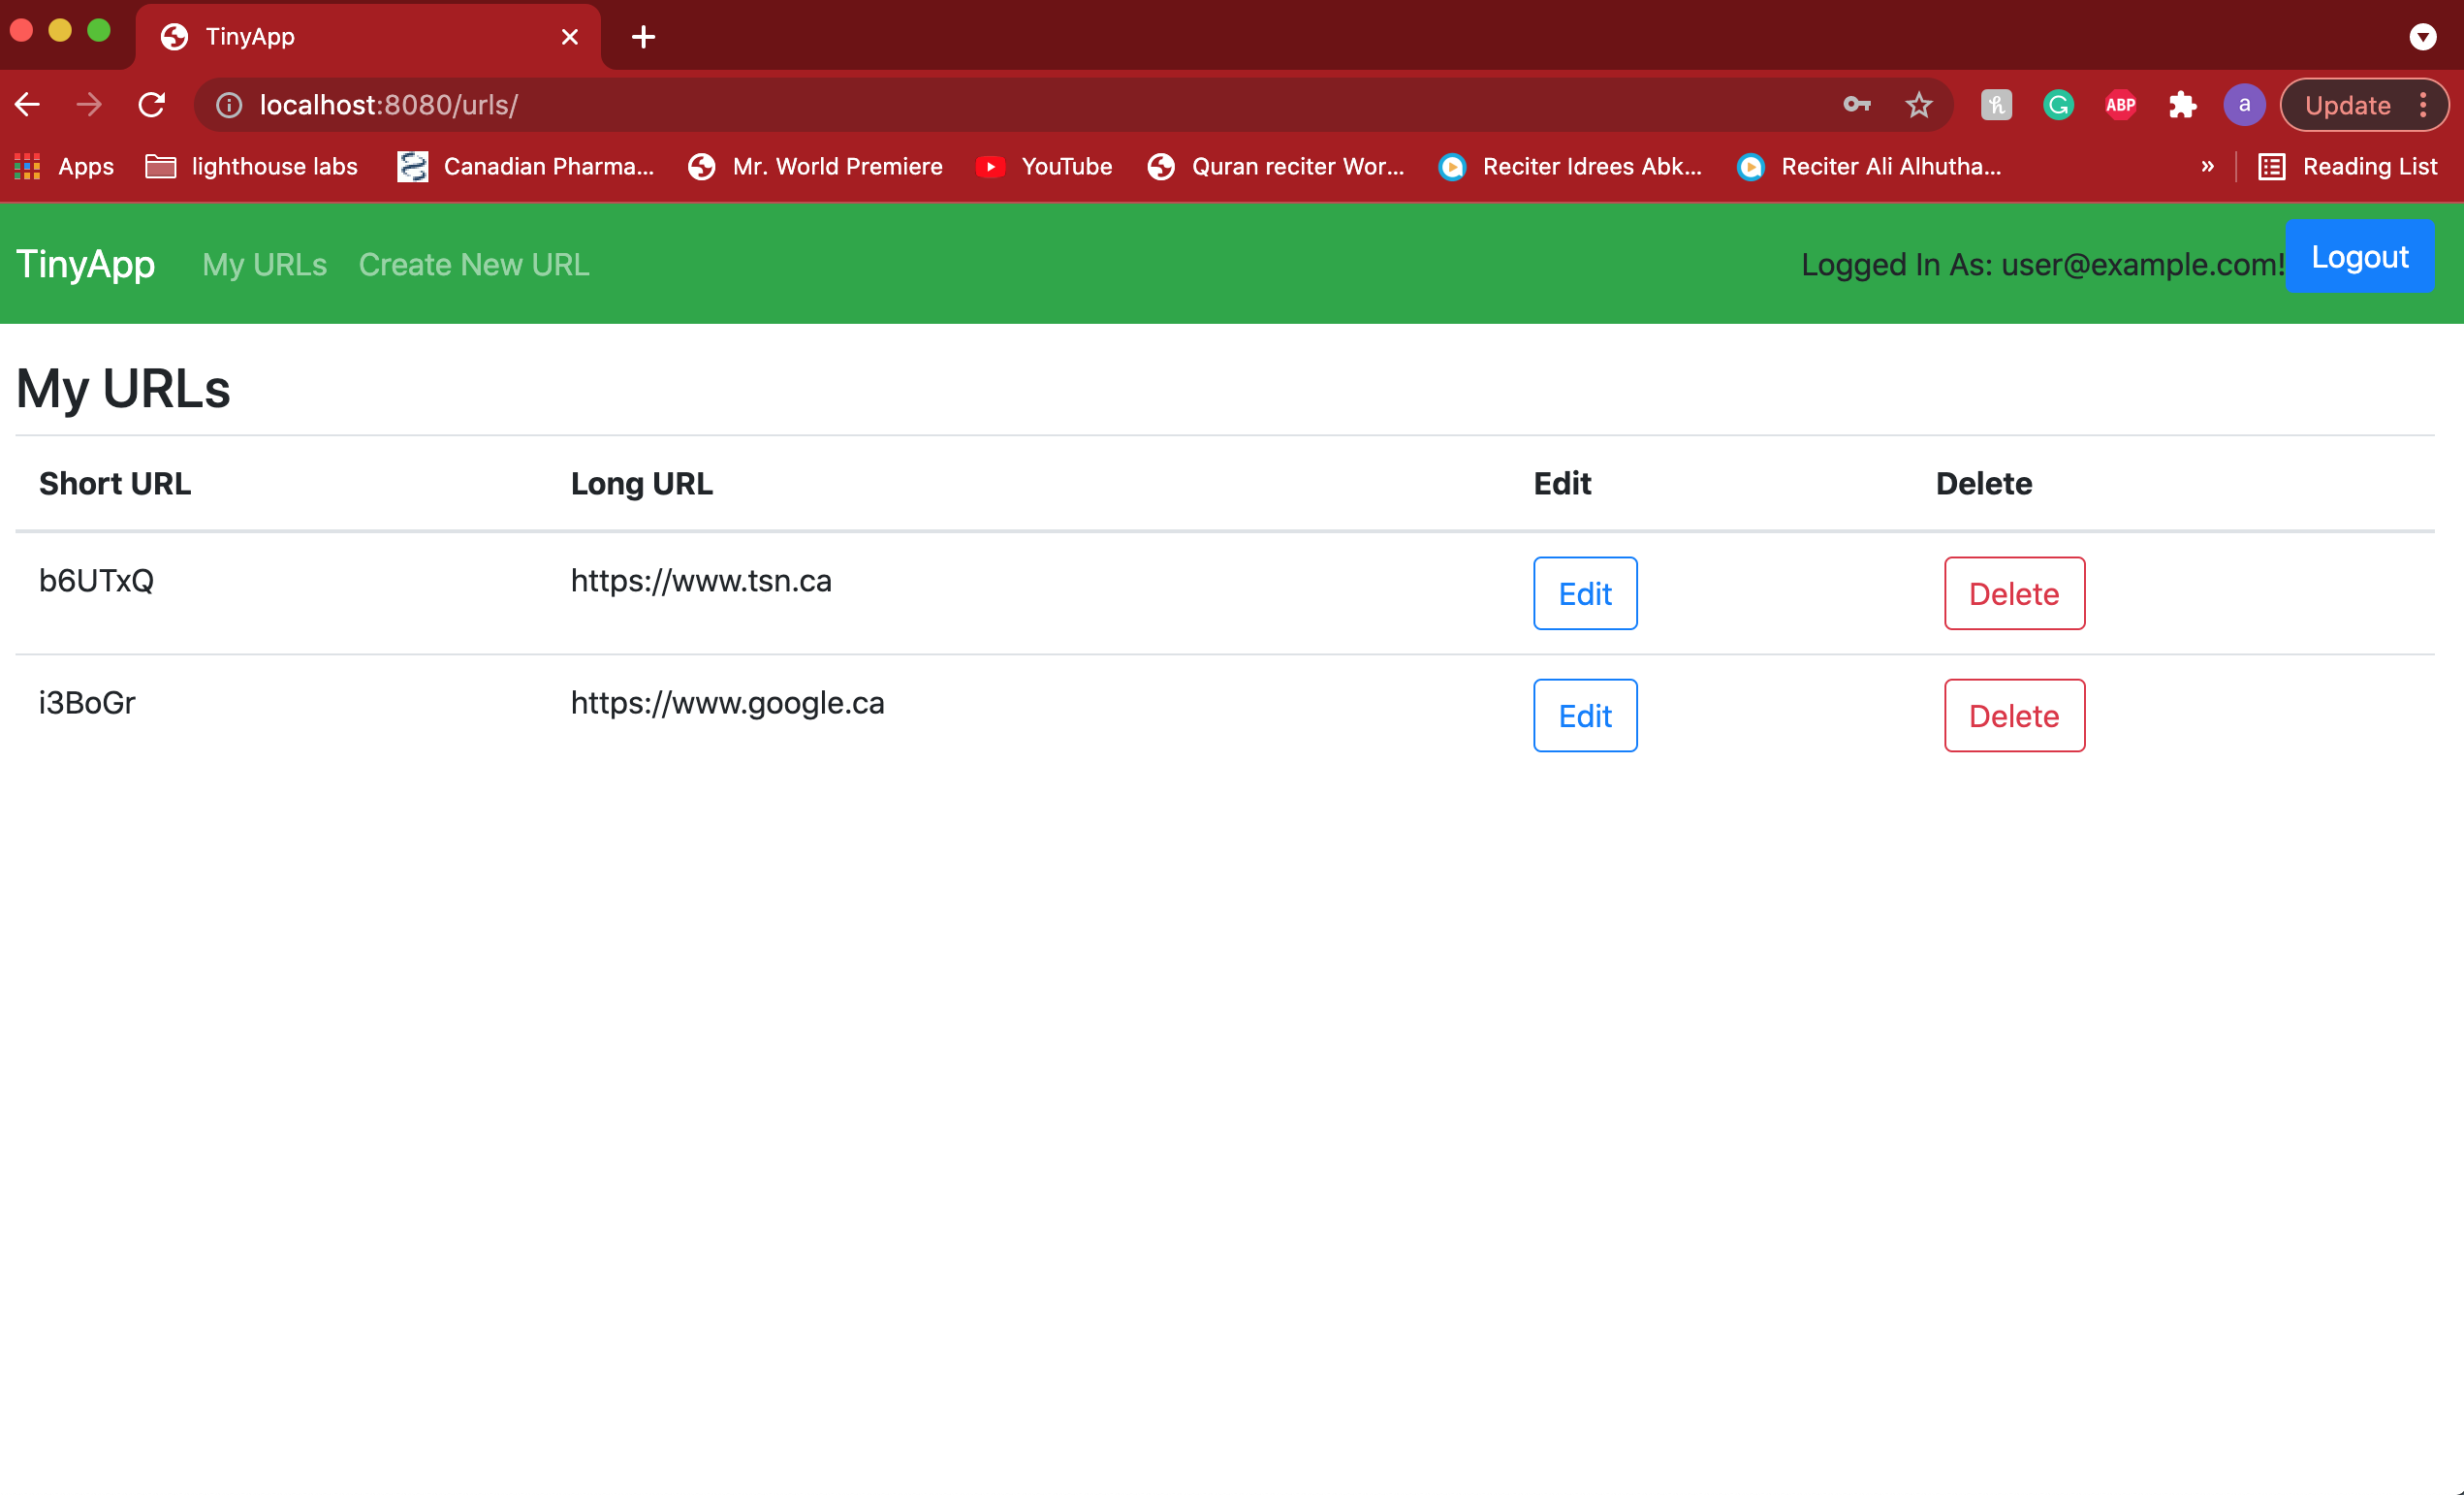 TinyApp
localhost:8080/urls/
ABP
a
Update
Apps
lighthouse labs
Canadian Pharma...
Mr. World Premiere
YouTube
Quran reciter Wor...
Reciter Idrees Abk...
Reciter Ali Alhutha...
»
Reading List
TinyApp My URLs Create New URL Logged In As: user@example.com! Logout
My URLs
Short URL Long URL Edit Delete
b6UTxQ https://www.tsn.ca Edit Delete
i3BoGr https://www.google.ca Edit Delete